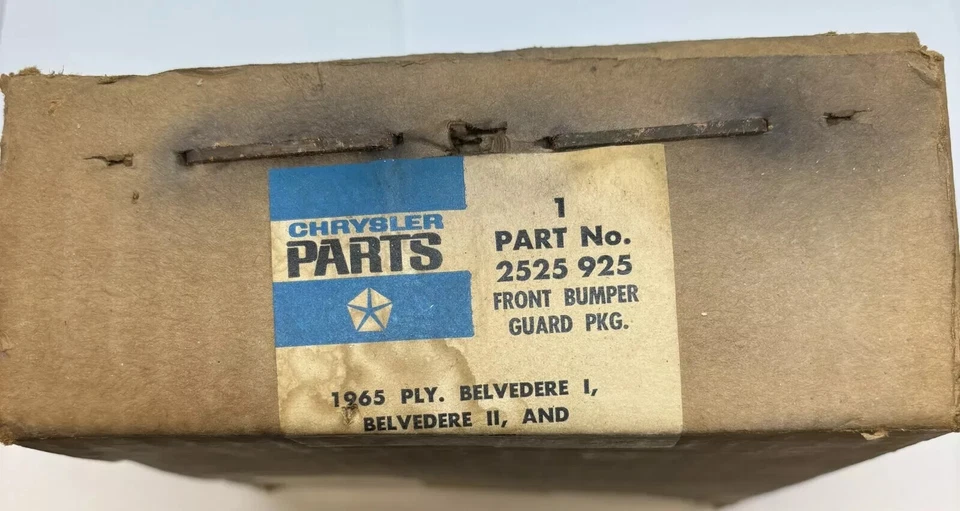 CHRYSLER
PARTS
1
PART No.
2525 925
FRONT BUMPER
GUARD PKG.
1965 PLY. BELVEDERE I,
BELVEDERE II, AND